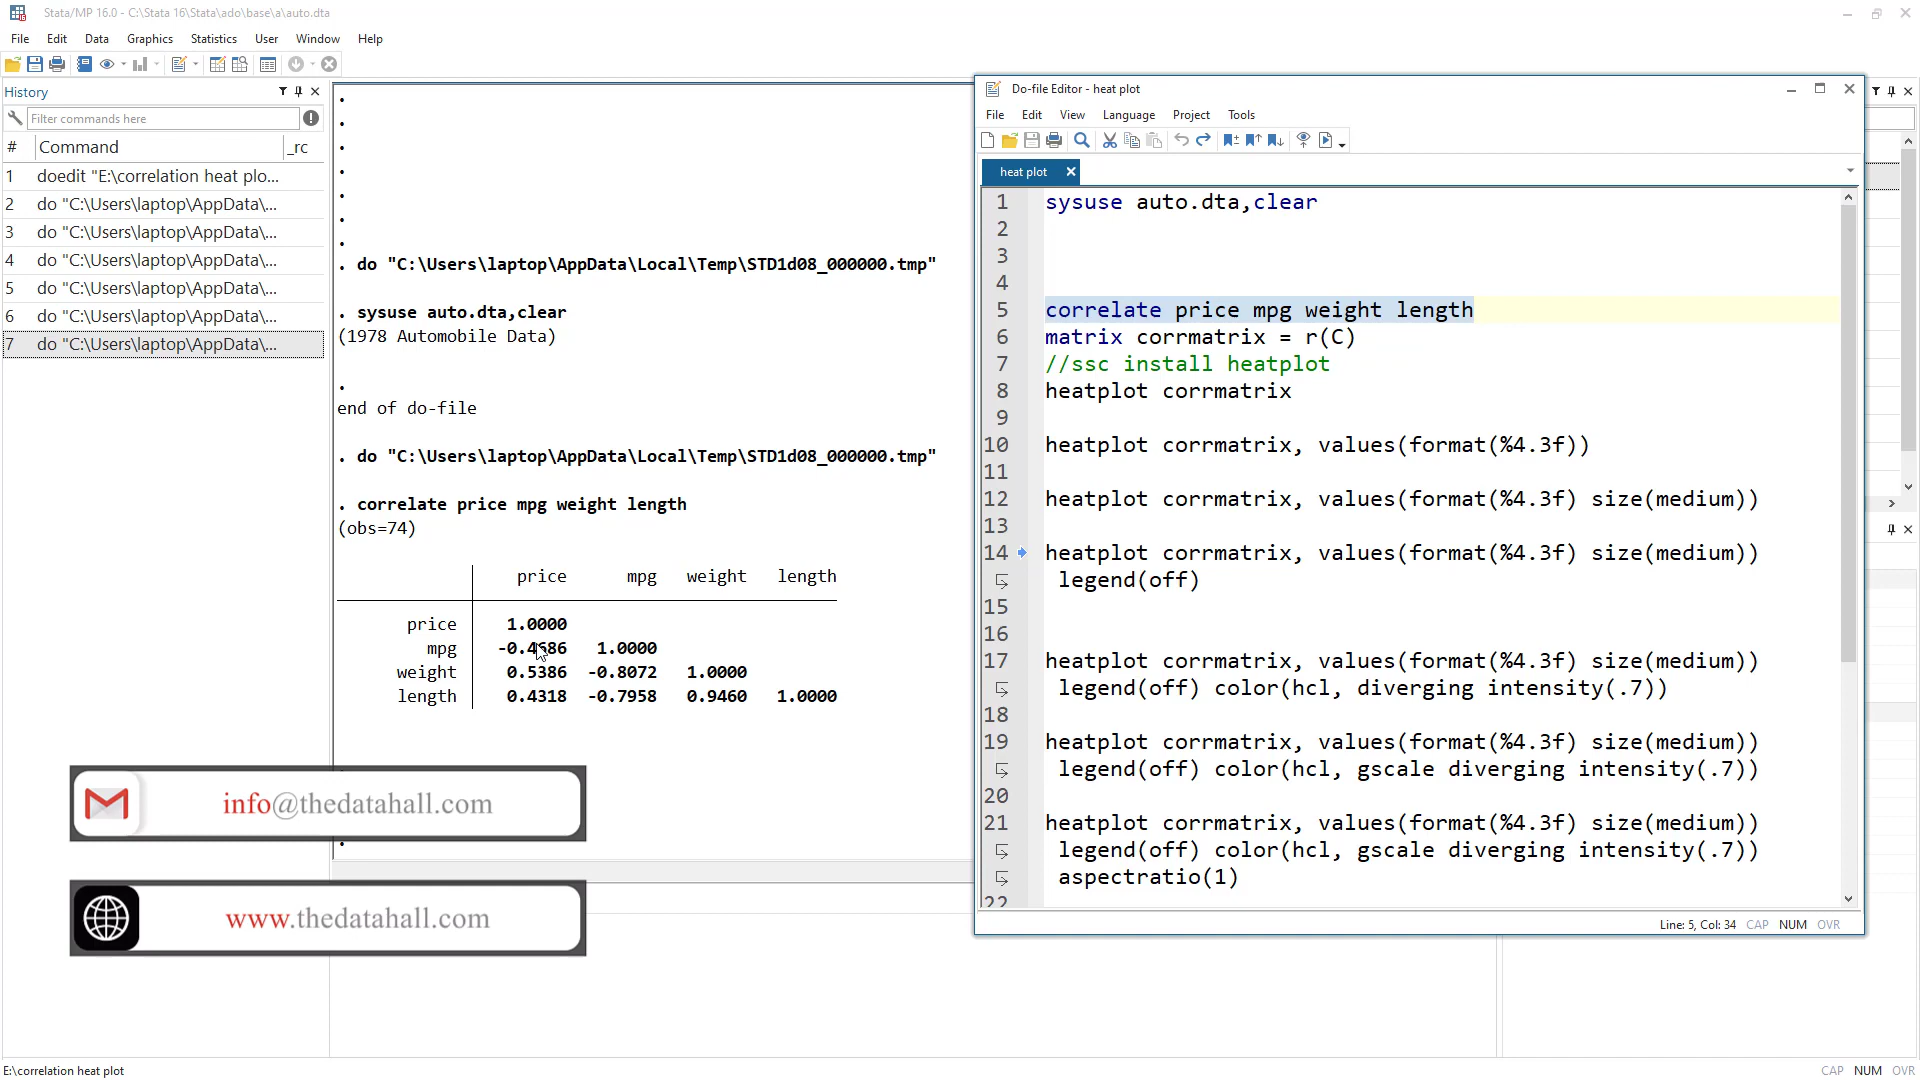 Stata/MP 16.0 - C:\Stata 16\Stata\ado\base\a\auto.dta
File Edit Data Graphics Statistics User Window Help
History
Filter commands here
# Command _rc
1 doedit "E:\correlation heat plo...
2 do "C:\Users\laptop\AppData\...
3 do "C:\Users\laptop\AppData\...
4 do "C:\Users\laptop\AppData\...
5 do "C:\Users\laptop\AppData\...
6 do "C:\Users\laptop\AppData\...
7 do "C:\Users\laptop\AppData\...
.
.
.
.
.
.
.
. do "C:\Users\laptop\AppData\Local\Temp\STD1d08_000000.tmp"
. sysuse auto.dta,clear
(1978 Automobile Data)
.
end of do-file
. do "C:\Users\laptop\AppData\Local\Temp\STD1d08_000000.tmp"
. correlate price mpg weight length
(obs=74)
price mpg weight length
price 1.0000
mpg -0.4686 1.0000
weight 0.5386 -0.8072 1.0000
length 0.4318 -0.7958 0.9460 1.0000
.
info@thedatahall.com
www.thedatahall.com
Do-file Editor - heat plot
File Edit View Language Project Tools
heat plot
1 sysuse auto.dta,clear
2
3
4
5 correlate price mpg weight length
6 matrix corrmatrix = r(C)
7 //ssc install heatplot
8 heatplot corrmatrix
9
10 heatplot corrmatrix, values(format(%4.3f))
11
12 heatplot corrmatrix, values(format(%4.3f) size(medium))
13
14 heatplot corrmatrix, values(format(%4.3f) size(medium))
legend(off)
15
16
17 heatplot corrmatrix, values(format(%4.3f) size(medium))
legend(off) color(hcl, diverging intensity(.7))
18
19 heatplot corrmatrix, values(format(%4.3f) size(medium))
legend(off) color(hcl, gscale diverging intensity(.7))
20
21 heatplot corrmatrix, values(format(%4.3f) size(medium))
legend(off) color(hcl, gscale diverging intensity(.7))
aspectratio(1)
22
Line: 5, Col: 34 CAP NUM OVR
E:\correlation heat plot
CAP NUM OVR